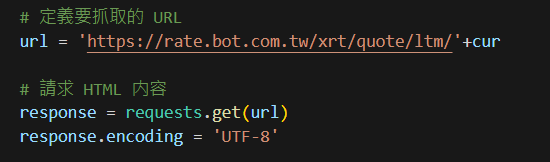 # 定義要抓取的 URL
url = 'https://rate.bot.com.tw/xrt/quote/ltm/'+cur
# 請求 HTML 內容
response = requests.get(url)
response.encoding = 'UTF-8'